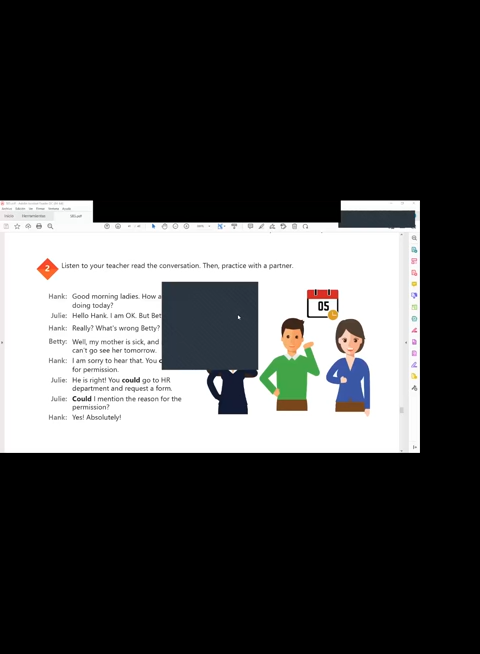 2 Listen to your teacher read the conversation. Then, practice with a partner.
Hank: Good morning ladies. How a
doing today?
Julie: Hello Hank. I am OK. But Bet
Hank: Really? What's wrong Betty?
Betty: Well, my mother is sick, and
can't go see her tomorrow.
Hank: I am sorry to hear that. You c
for permission.
Julie: He is right! You could go to HR
department and request a form.
Julie: Could I mention the reason for the
permission?
Hank: Yes! Absolutely!
05